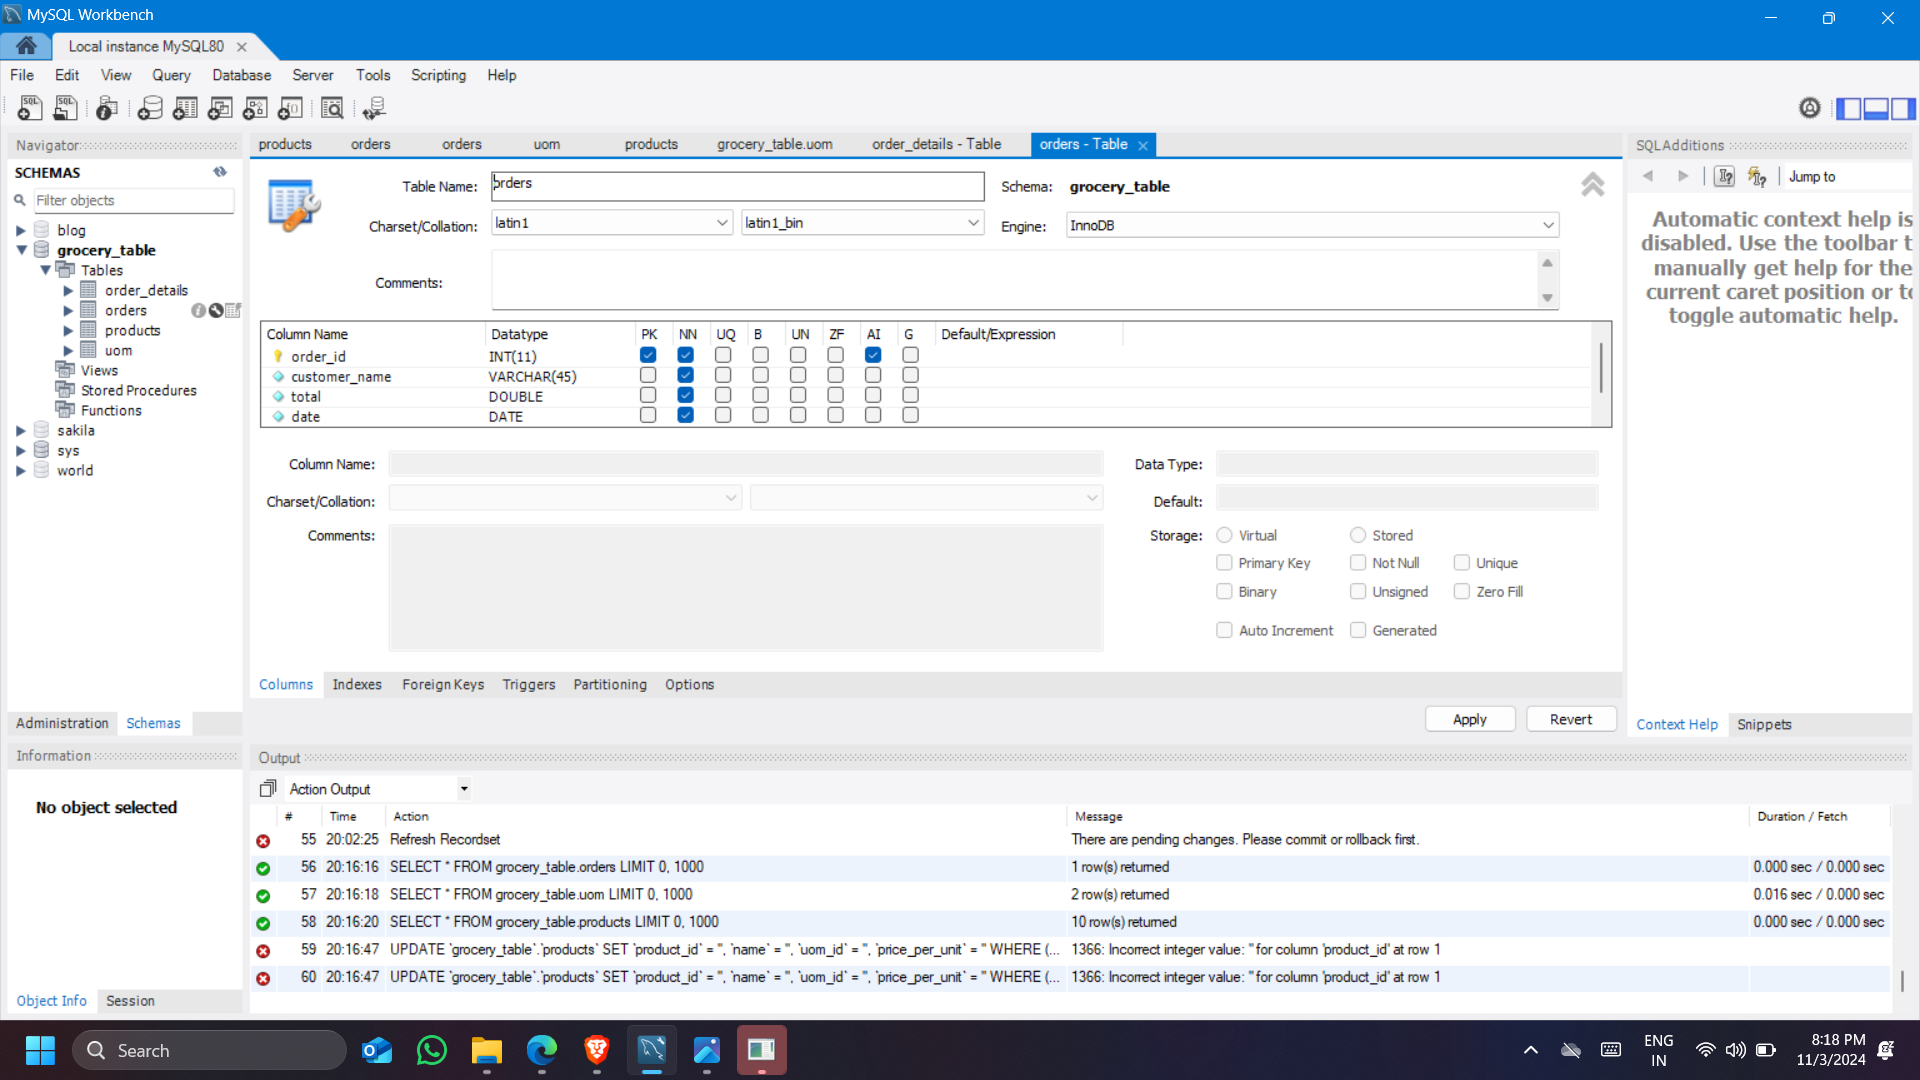 MySQL Workbench
Local instance MySQL80
File Edit View Query Database Server Tools Scripting Help
Navigator
SCHEMAS
Filter objects
blog
grocery_table
Tables
order_details
orders
products
uom
Views
Stored Procedures
Functions
sakila
sys
world
Administration Schemas
Information
No object selected
Object Info Session
products orders orders uom products grocery_table.uom order_details - Table orders - Table
Table Name: orders Schema: grocery_table
Charset/Collation: latin1 latin1_bin Engine: InnoDB
Comments:
Column Name Datatype PK NN UQ B UN ZF AI G Default/Expression
order_id INT(11)
customer_name VARCHAR(45)
total DOUBLE
date DATE
Column Name: Data Type:
Charset/Collation: Default:
Comments: Storage: Virtual Stored
Primary Key Not Null Unique
Binary Unsigned Zero Fill
Auto Increment Generated
Columns Indexes Foreign Keys Triggers Partitioning Options
Apply Revert
SQLAdditions
Jump to
Automatic context help is
disabled. Use the toolbar t
manually get help for the
current caret position or to
toggle automatic help.
Context Help Snippets
Output
Action Output
# Time Action Message Duration / Fetch
55 20:02:25 Refresh Recordset There are pending changes. Please commit or rollback first.
56 20:16:16 SELECT * FROM grocery_table.orders LIMIT 0, 1000 1 row(s) returned 0.000 sec / 0.000 sec
57 20:16:18 SELECT * FROM grocery_table.uom LIMIT 0, 1000 2 row(s) returned 0.016 sec / 0.000 sec
58 20:16:20 SELECT * FROM grocery_table.products LIMIT 0, 1000 10 row(s) returned 0.000 sec / 0.000 sec
59 20:16:47 UPDATE `grocery_table`.`products` SET `product_id` = '', `name` = '', `uom_id` = '', `price_per_unit` = '' WHERE (... 1366: Incorrect integer value: '' for column 'product_id' at row 1
60 20:16:47 UPDATE `grocery_table`.`products` SET `product_id` = '', `name` = '', `uom_id` = '', `price_per_unit` = '' WHERE (... 1366: Incorrect integer value: '' for column 'product_id' at row 1
Search
ENG
IN
8:18 PM
11/3/2024